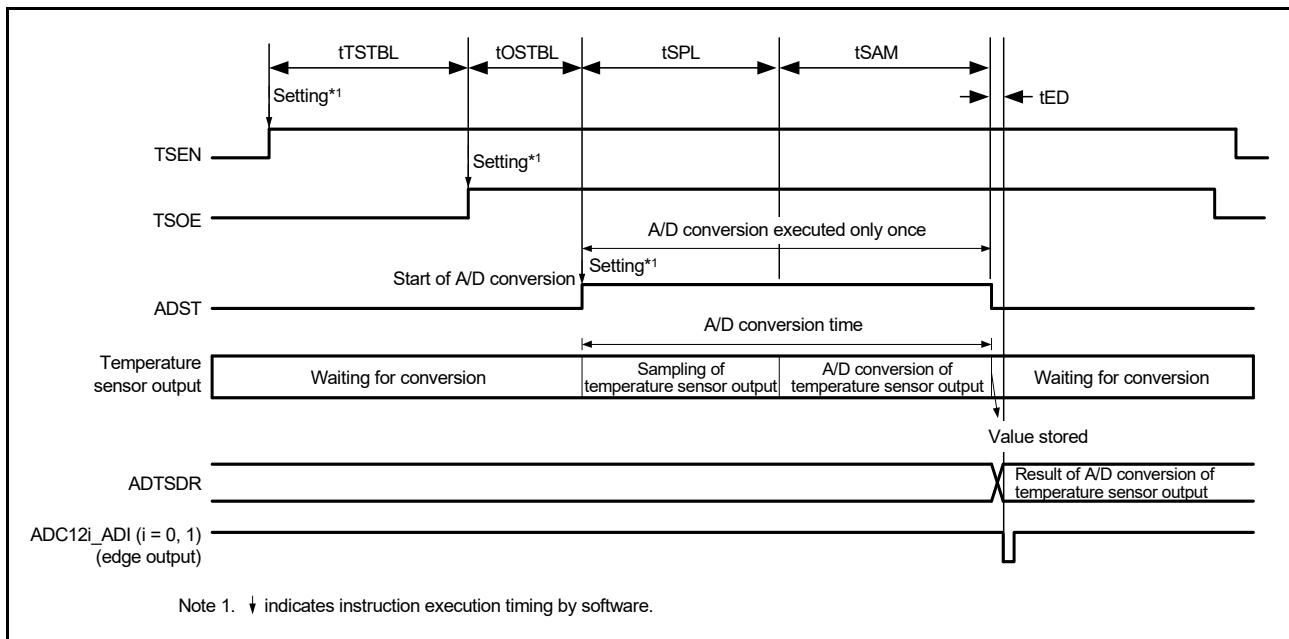 tTSTBL
tOSTBL
tSPL
tSAM
tED
Setting*1
TSEN
Setting*1
TSOE
A/D conversion executed only once
Start of A/D conversion
Setting*1
ADST
A/D conversion time
Temperature
sensor output
Waiting for conversion
Sampling of
temperature sensor output
A/D conversion of
temperature sensor output
Waiting for conversion
Value stored
ADTSDR
Result of A/D conversion of
temperature sensor output
ADC12i_ADI (i = 0, 1)
(edge output)
Note 1. ↓ indicates instruction execution timing by software.